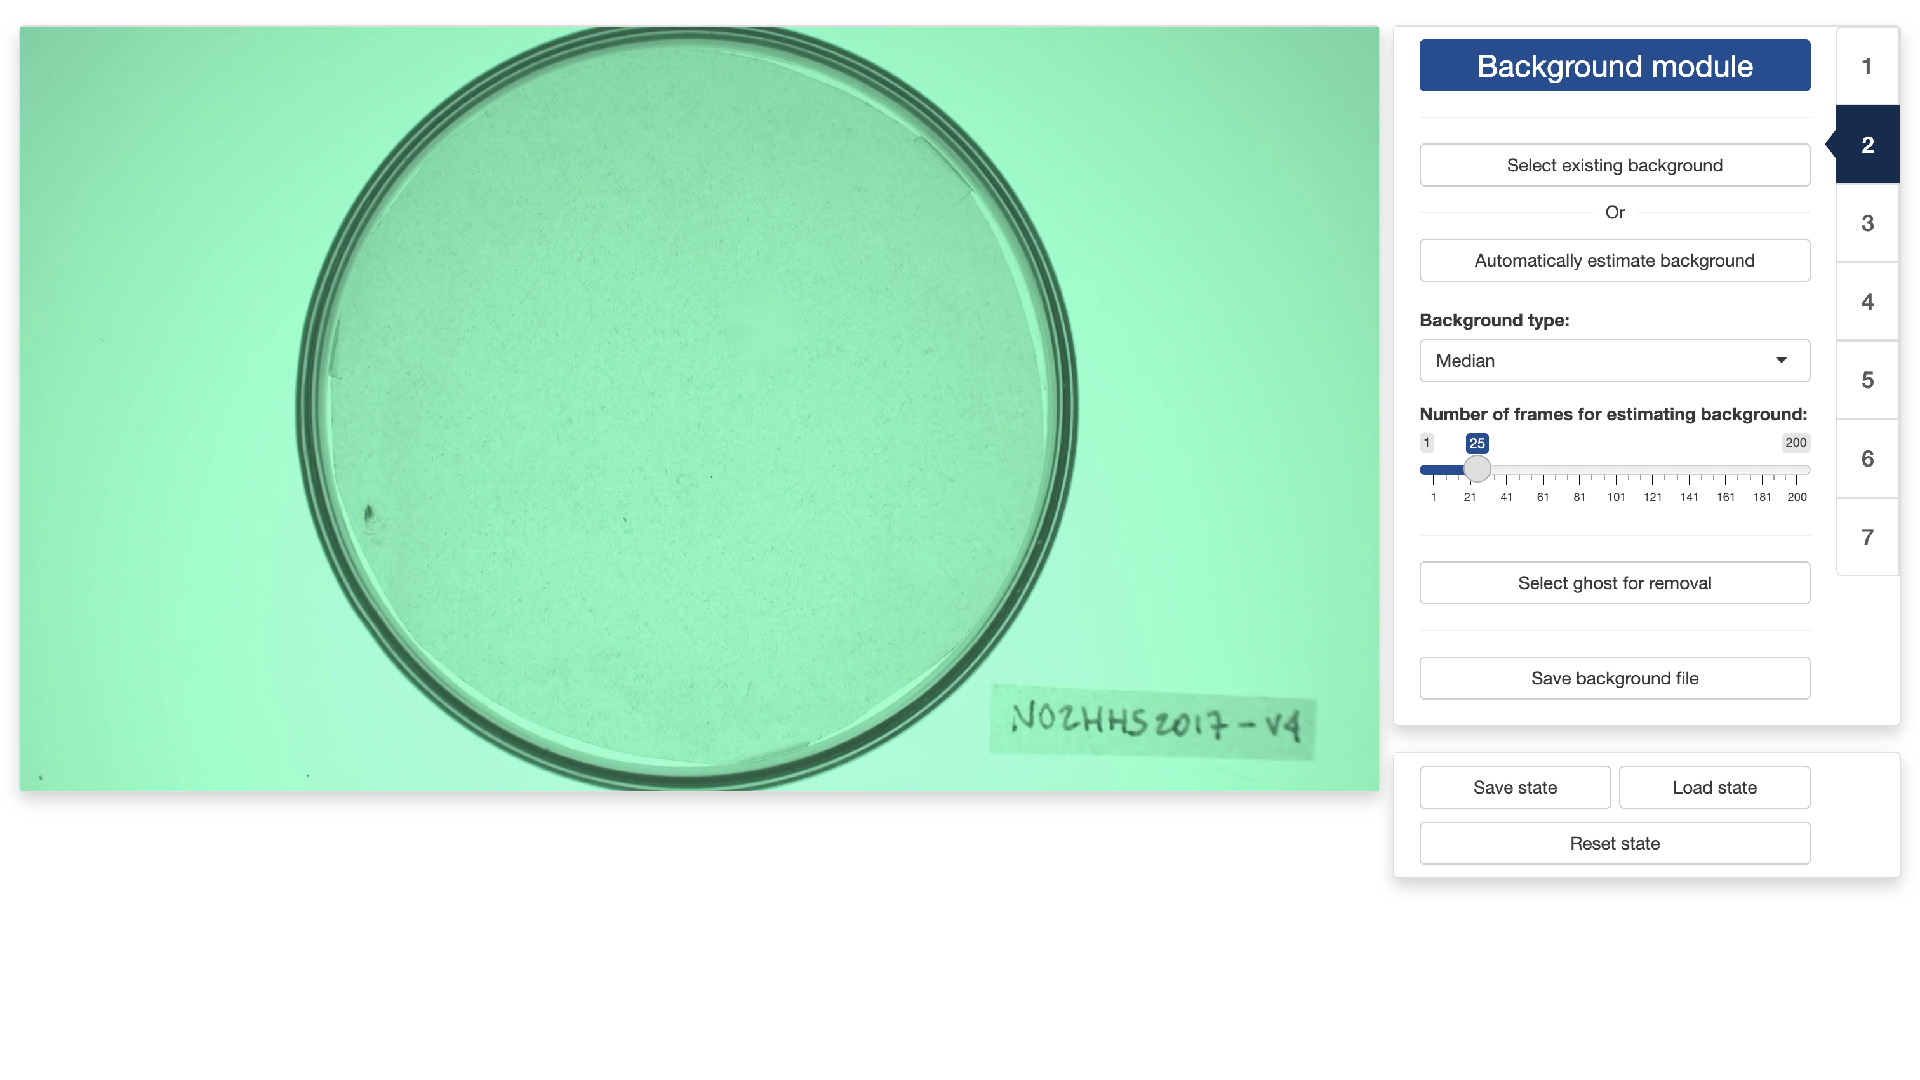 Background module
1
2
3
4
5
6
7
Select existing background
Or
Automatically estimate background
Background type:
Median
Number of frames for estimating background:
1 25 200
1 21 41 61 81 101 121 141 161 181 200
Select ghost for removal
Save background file
NO2HHS2017-V4
Save state Load state
Reset state